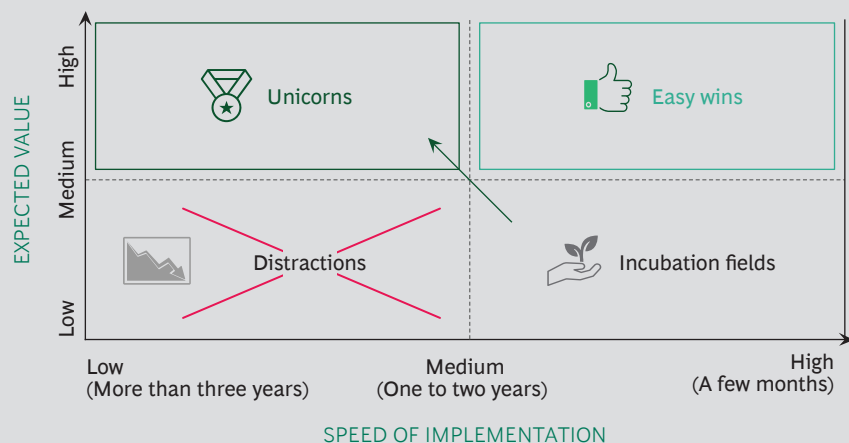 EXPECTED VALUE
High
Medium
Low
Unicorns
Easy wins
Distractions
Incubation fields
Low
(More than three years)
Medium
(One to two years)
High
(A few months)
SPEED OF IMPLEMENTATION